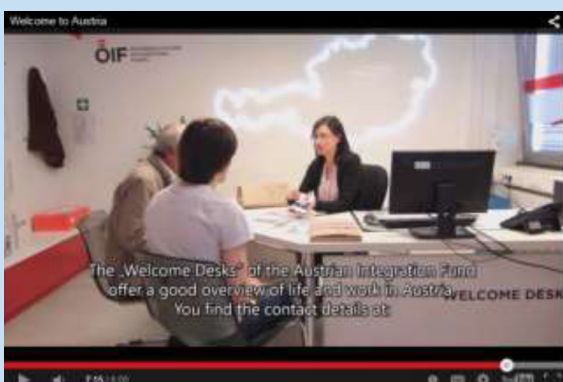 Welcome to Austria
ÖIF
The „Welcome Desks“ of the Austrian Integration Fund
offer a good overview of life and work in Austria.
You find the contact details at:
WELCOME DESK